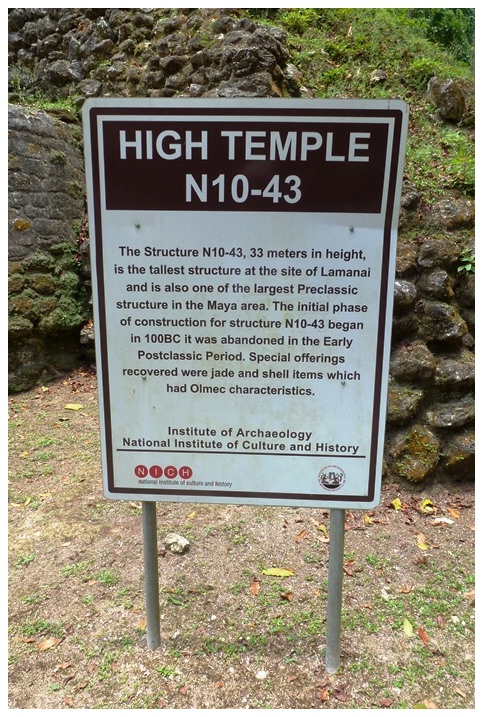 HIGH TEMPLE
N10-43
The Structure N10-43, 33 meters in height,
is the tallest structure at the site of Lamanai
and is also one of the largest Preclassic
structure in the Maya area. The initial phase
of construction for structure N10-43 began
in 100BC it was abandoned in the Early
Postclassic Period. Special offerings
recovered were jade and shell items which
had Olmec characteristics.
Institute of Archaeology
National Institute of Culture and History
NICH
national institute of culture and history